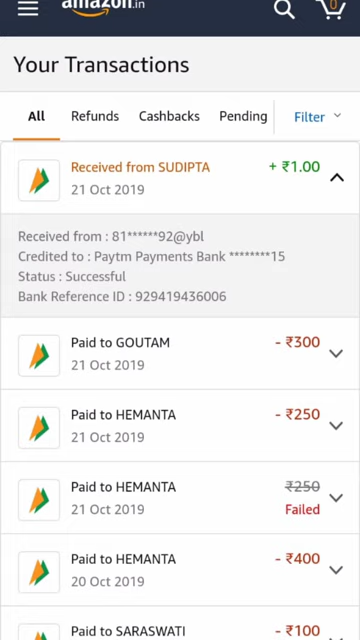 amazon.in
0
Your Transactions
All Refunds Cashbacks Pending Filter
Received from SUDIPTA + ₹1.00
21 Oct 2019
Received from : 81******92@ybl
Credited to : Paytm Payments Bank ********15
Status : Successful
Bank Reference ID : 929419436006
Paid to GOUTAM - ₹300
21 Oct 2019
Paid to HEMANTA - ₹250
21 Oct 2019
Paid to HEMANTA ₹250
21 Oct 2019 Failed
Paid to HEMANTA - ₹400
20 Oct 2019
Paid to SARASWATI - ₹100